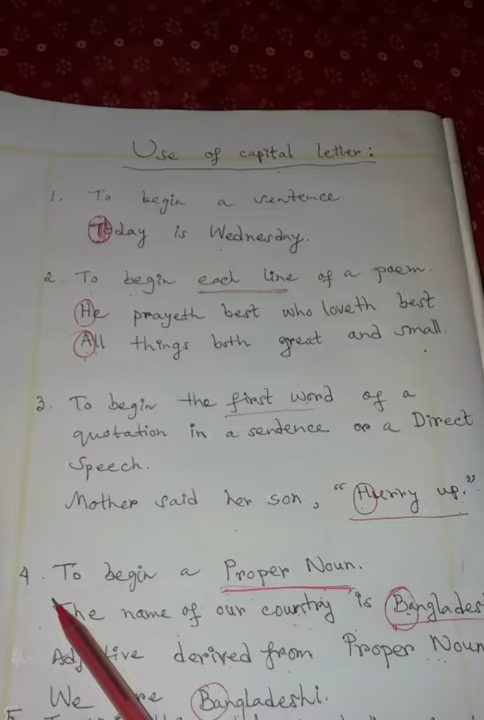 Use of capital letter:
1. To begin a sentence
Today is Wednesday.
2. To begin each line of a poem.
He prayeth best who loveth best
All things both great and small.
3. To begin the first word of a
quotation in a sentence or a Direct
Speech.
Mother said her son, "Hurry up."
4. To begin a Proper Noun.
The name of our country is Banglades
Adjective derived from Proper Noun
We are Bangladeshi.
5.